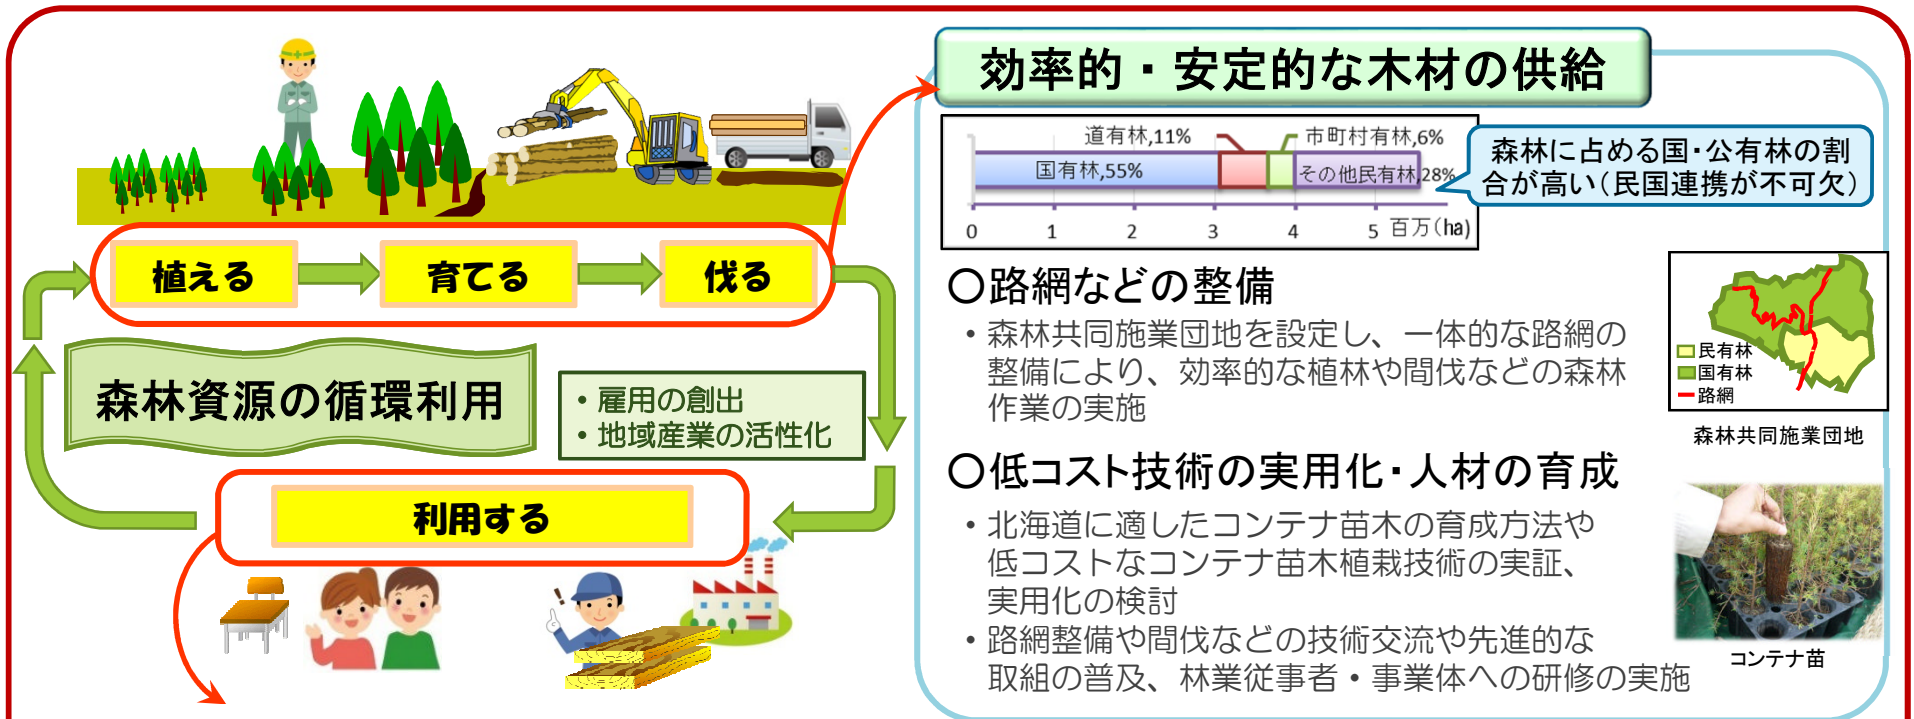 植える
育てる
伐る
森林資源の循環利用
・雇用の創出
・地域産業の活性化
利用する
効率的・安定的な木材の供給
道有林,11%
市町村有林,6%
国有林,55%
その他民有林,28%
0 1 2 3 4 5 百万(ha)
森林に占める国・公有林の割
合が高い(民国連携が不可欠)
〇路網などの整備
・森林共同施業団地を設定し、一体的な路網の
整備により、効率的な植林や間伐などの森林
作業の実施
民有林
国有林
路網
森林共同施業団地
〇低コスト技術の実用化・人材の育成
・北海道に適したコンテナ苗木の育成方法や
低コストなコンテナ苗木植栽技術の実証、
実用化の検討
・路網整備や間伐などの技術交流や先進的な
取組の普及、林業従事者・事業体への研修の実施
コンテナ苗